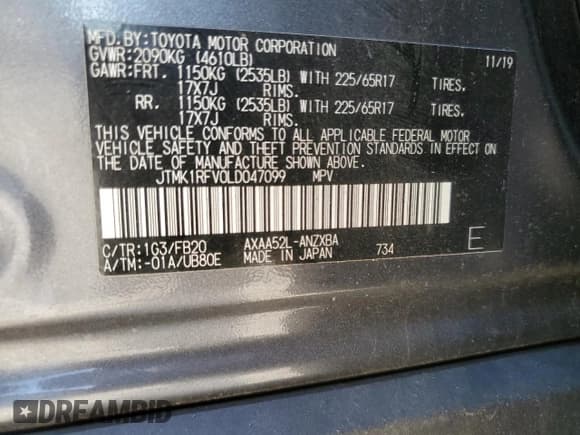 MFD.BY:TOYOTA MOTOR CORPORATION 11/19
GVWR:2090KG (4610LB)
GAWR:FRT. 1150KG (2535LB) WITH 225/65R17 TIRES.
17X7J RIMS.
RR. 1150KG (2535LB) WITH 225/65R17 TIRES.
17X7J RIMS.
THIS VEHICLE CONFORMS TO ALL APPLICABLE FEDERAL MOTOR
VEHICLE SAFETY AND THEFT PREVENTION STANDARDS IN EFFECT ON
THE DATE OF MANUFACTURE SHOWN ABOVE.
JTMK1RFV0LD047099 MPV
C/TR:1G3/FB20 AXAA52L-ANZXBA
A/TM:-01A/UB80E MADE IN JAPAN 734 E
DREAMBID